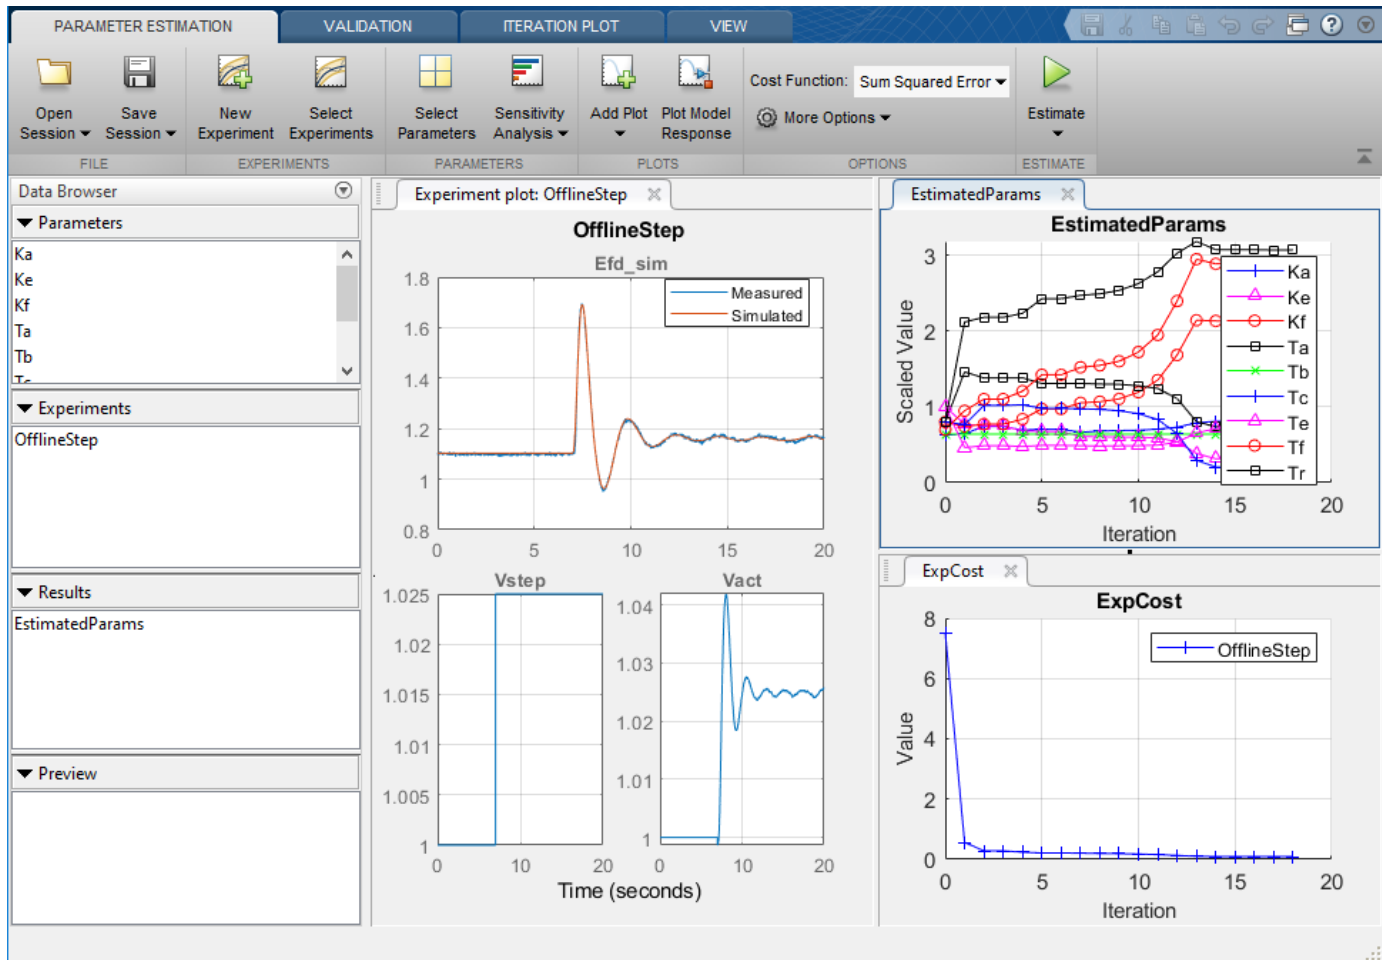 PARAMETER ESTIMATION
VALIDATION
ITERATION PLOT
VIEW
Open Session
Save Session
New Experiment
Select Experiments
Select Parameters
Sensitivity Analysis
Add Plot
Plot Model Response
Cost Function: Sum Squared Error
More Options
Estimate
FILE
EXPERIMENTS
PARAMETERS
PLOTS
OPTIONS
ESTIMATE
Data Browser
Parameters
Ka
Ke
Kf
Ta
Tb
Tc
Experiments
OfflineStep
Results
EstimatedParams
Preview
Experiment plot: OfflineStep
OfflineStep
Efd_sim
1.8
1.6
1.4
1.2
1
0.8
0 5 10 15 20
Measured
Simulated
Vstep
1.025
1.02
1.015
1.01
1.005
1
0 10 20
Vact
1.04
1.03
1.02
1.01
1
0 10 20
Time (seconds)
EstimatedParams
EstimatedParams
Scaled Value
3
2
1
0
0 5 10 15 20
Iteration
Ka
Ke
Kf
Ta
Tb
Tc
Te
Tf
Tr
ExpCost
ExpCost
Value
8
6
4
2
0
0 5 10 15 20
Iteration
OfflineStep